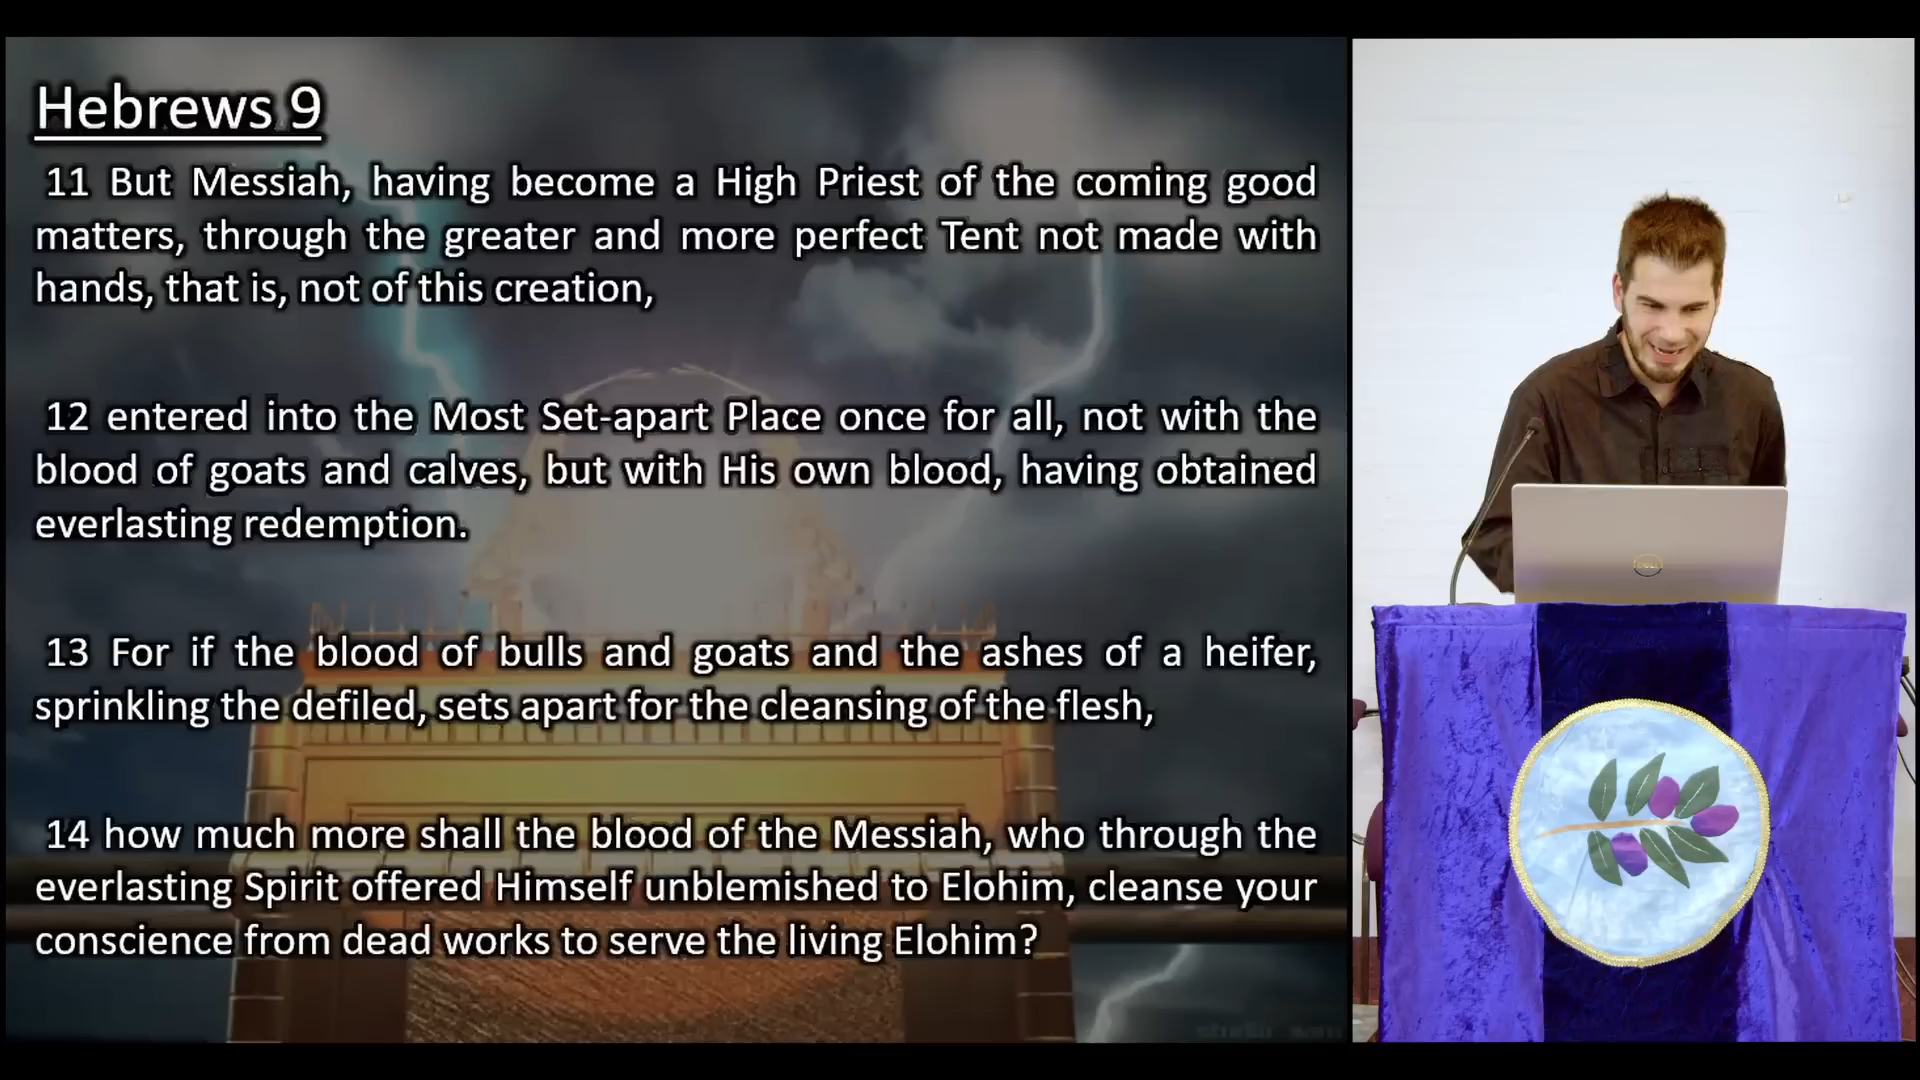 Hebrews 9
11 But Messiah, having become a High Priest of the coming good
matters, through the greater and more perfect Tent not made with
hands, that is, not of this creation,
12 entered into the Most Set-apart Place once for all, not with the
blood of goats and calves, but with His own blood, having obtained
everlasting redemption.
13 For if the blood of bulls and goats and the ashes of a heifer,
sprinkling the defiled, sets apart for the cleansing of the flesh,
14 how much more shall the blood of the Messiah, who through the
everlasting Spirit offered Himself unblemished to Elohim, cleanse your
conscience from dead works to serve the living Elohim?
DELL